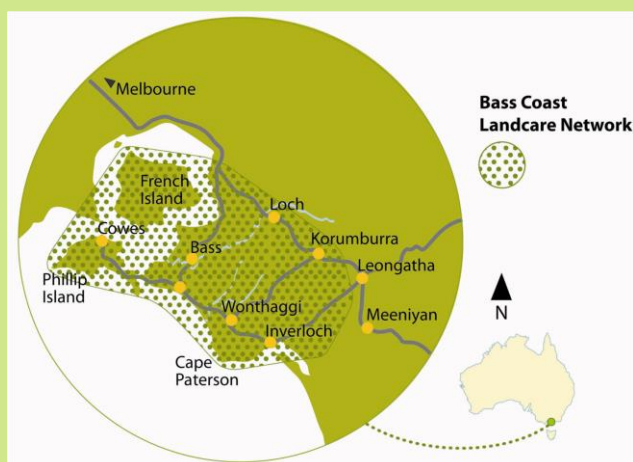 Melbourne
Bass Coast
Landcare Network
French
Island
Loch
Cowes
Korumburra
Bass
Leongatha
Phillip
Island
Wonthaggi
Meeniyan
Inverloch
Cape
Paterson
N